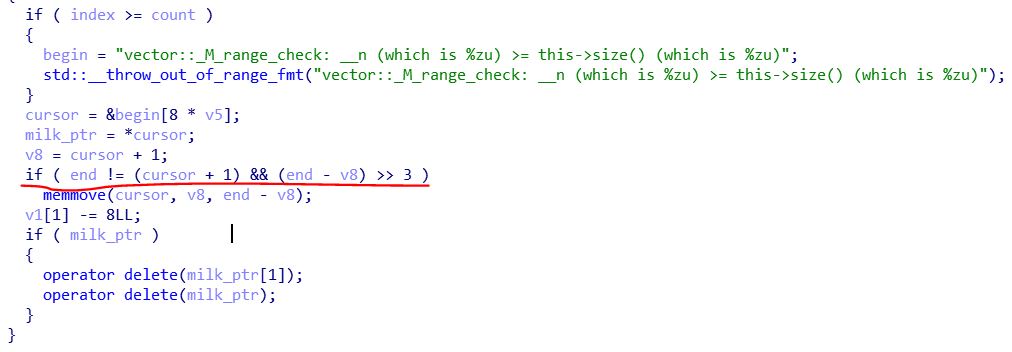 if ( index >= count )
{
begin = "vector::_M_range_check: __n (which is %zu) >= this->size() (which is %zu)";
std::__throw_out_of_range_fmt("vector::_M_range_check: __n (which is %zu) >= this->size() (which is %zu)");
}
cursor = &begin[8 * v5];
milk_ptr = *cursor;
v8 = cursor + 1;
if ( end != (cursor + 1) && (end - v8) >> 3 )
memmove(cursor, v8, end - v8);
v1[1] -= 8LL;
if ( milk_ptr )
{
operator delete(milk_ptr[1]);
operator delete(milk_ptr);
}
}